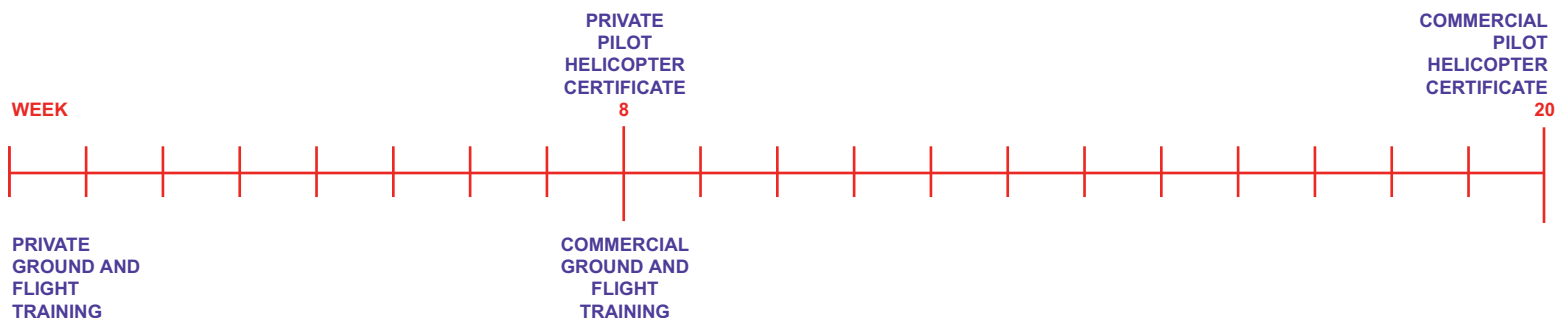 PRIVATE
PILOT
HELICOPTER
CERTIFICATE
COMMERCIAL
PILOT
HELICOPTER
CERTIFICATE
WEEK
8
20
PRIVATE
GROUND AND
FLIGHT
TRAINING
COMMERCIAL
GROUND AND
FLIGHT
TRAINING